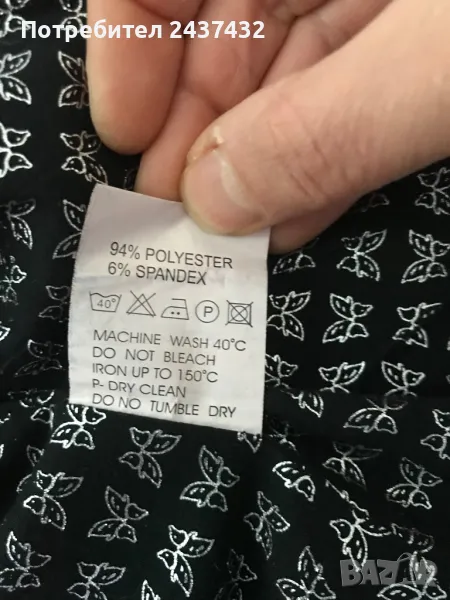 Потребител 2437432
94% POLYESTER
6% SPANDEX
40°
P
MACHINE WASH 40°C
DO NOT BLEACH
IRON UP TO 150°C
P- DRY CLEAN
DO NO TUMBLE DRY
BAZAR